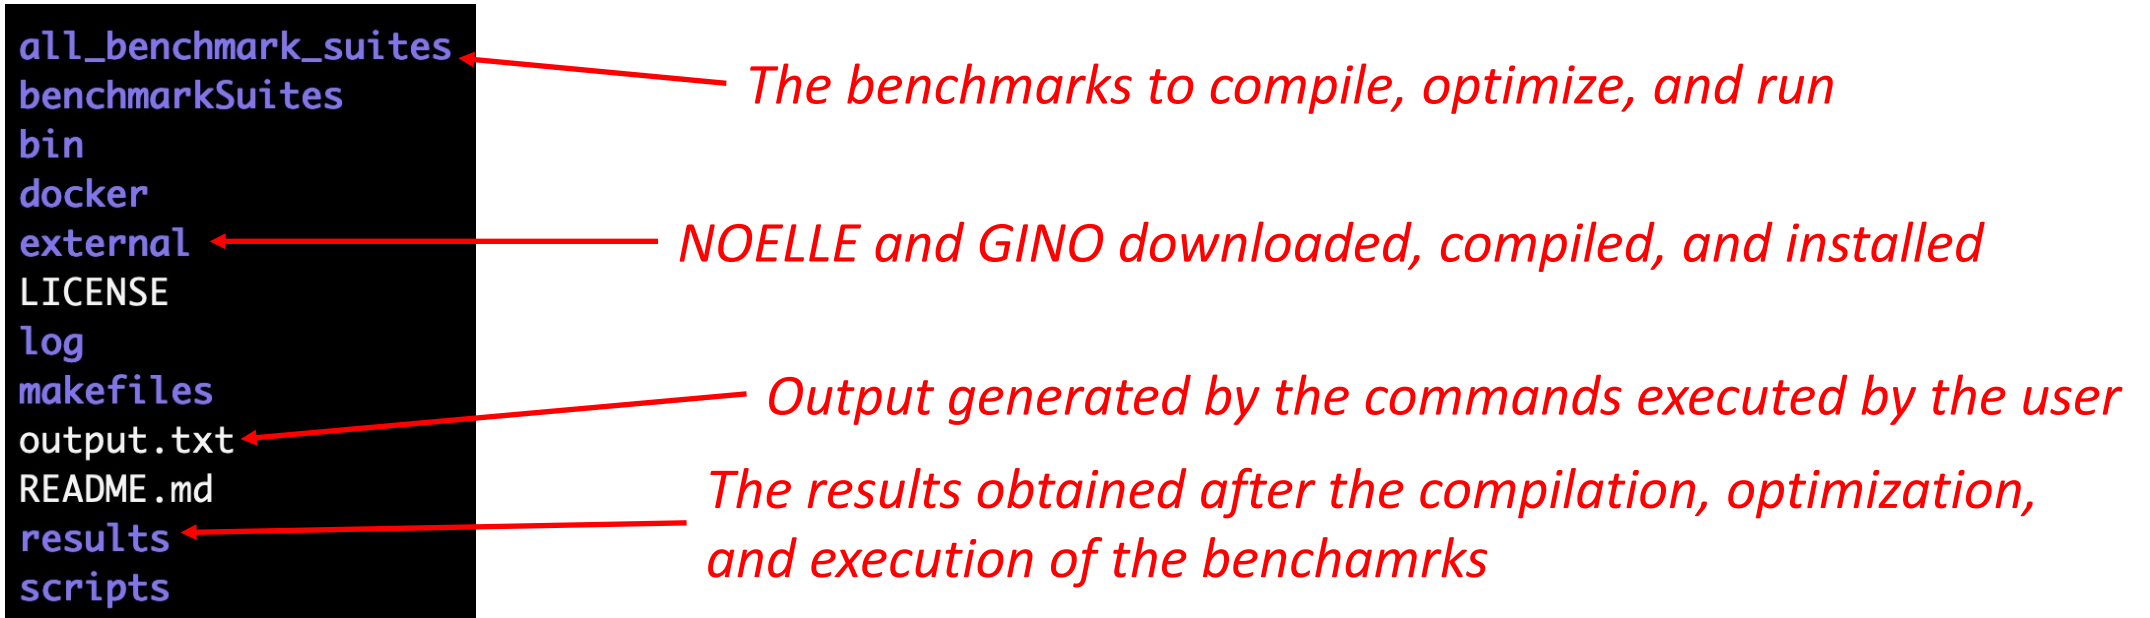 all_benchmark_suites
The benchmarks to compile, optimize, and run
benchmarkSuites
bin
docker
external
NOELLE and GINO downloaded, compiled, and installed
LICENSE
log
makefiles
Output generated by the commands executed by the user
output.txt
README.md
The results obtained after the compilation, optimization,
and execution of the benchamrks
results
scripts